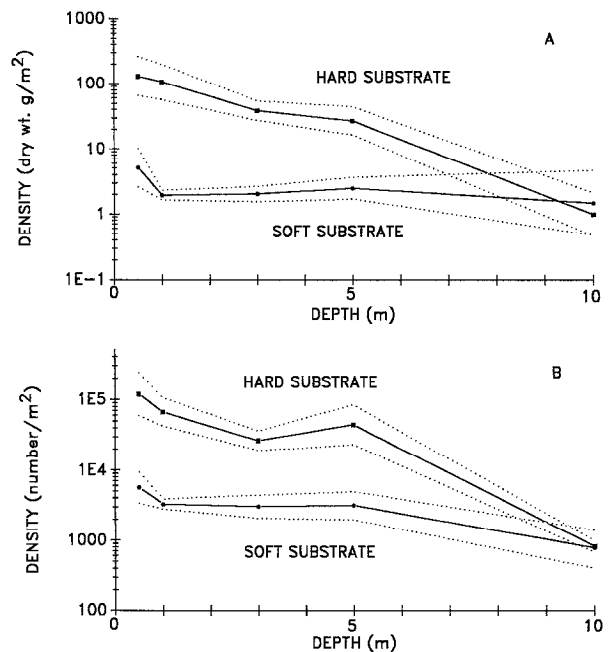 1000
A
100
HARD SUBSTRATE
10
1
SOFT SUBSTRATE
1E-1
DENSITY (dry wt. g/m²)
0
5
10
DEPTH (m)
B
HARD SUBSTRATE
1E5
1E4
1000
SOFT SUBSTRATE
100
DENSITY (number/m²)
0
5
10
DEPTH (m)